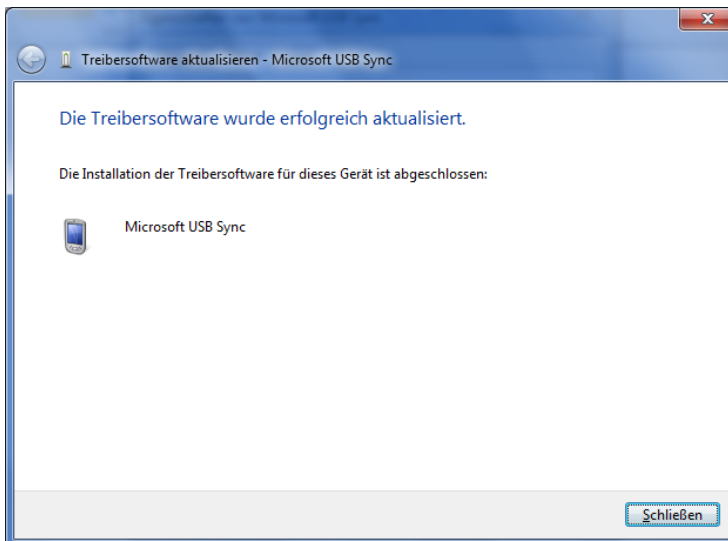 Treibersoftware aktualisieren - Microsoft USB Sync
Die Treibersoftware wurde erfolgreich aktualisiert.
Die Installation der Treibersoftware für dieses Gerät ist abgeschlossen:
Microsoft USB Sync
Schließen